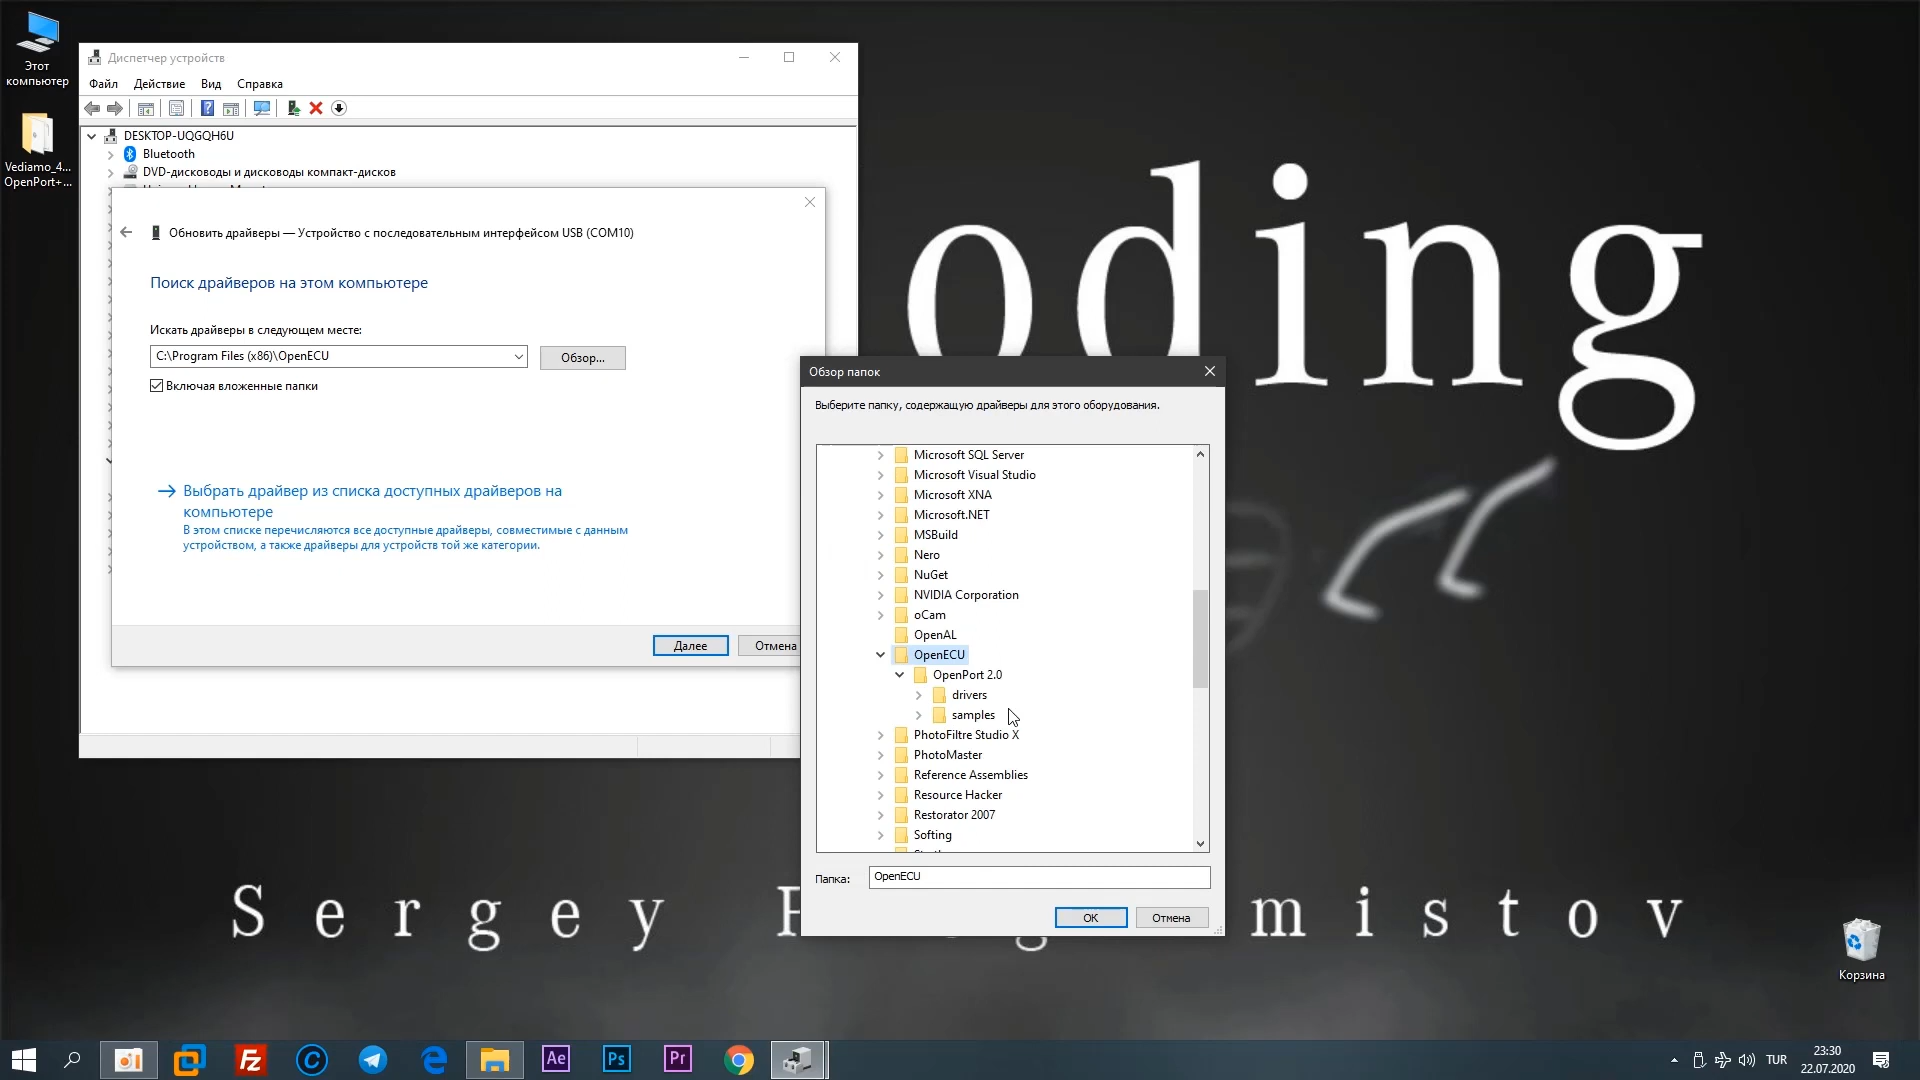 Этот
компьютер
Vediamo_4...
OpenPort+...
Диспетчер устройств
Файл Действие Вид Справка
DESKTOP-UQGQH6U
Bluetooth
DVD-дисководы и дисководы компакт-дисков
Обновить драйверы — Устройство с последовательным интерфейсом USB (COM10)
Поиск драйверов на этом компьютере
Искать драйверы в следующем месте:
C:\Program Files (x86)\OpenECU
Обзор...
Включая вложенные папки
Выбрать драйвер из списка доступных драйверов на
компьютере
В этом списке перечисляются все доступные драйверы, совместимые с данным
устройством, а также драйверы для устройств той же категории.
Далее Отмена
Обзор папок
Выберите папку, содержащую драйверы для этого оборудования.
Microsoft SQL Server
Microsoft Visual Studio
Microsoft XNA
Microsoft.NET
MSBuild
Nero
NuGet
NVIDIA Corporation
oCam
OpenAL
OpenECU
OpenPort 2.0
drivers
samples
PhotoFiltre Studio X
PhotoMaster
Reference Assemblies
Resource Hacker
Restorator 2007
Softing
Папка: OpenECU
OK Отмена
oding
Sergey
mistov
Корзина
Fz
Ae
Ps
Pr
TUR
23:30
22.07.2020